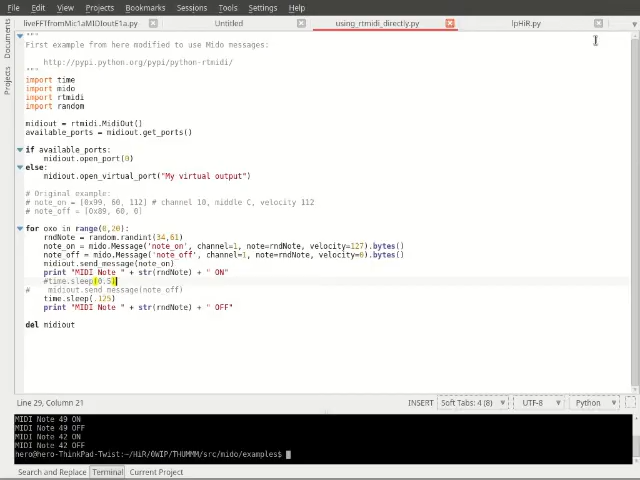 File Edit View Projects Bookmarks Sessions Tools Settings Help
liveFFTfromMic1aMIDIoutE1a.py Untitled using_rtmidi_directly.py lpHiR.py
Documents
Projects
"""
First example from here modified to use Mido messages:
http://pypi.python.org/pypi/python-rtmidi/
"""
import time
import mido
import rtmidi
import random
midiout = rtmidi.MidiOut()
available_ports = midiout.get_ports()
if available_ports:
midiout.open_port(0)
else:
midiout.open_virtual_port("My virtual output")
# Original example:
# note_on = [0x99, 60, 112] # channel 10, middle C, velocity 112
# note_off = [0x89, 60, 0]
for oxo in range(0,20):
rndNote = random.randint(34,61)
note_on = mido.Message('note_on', channel=1, note=rndNote, velocity=127).bytes()
note_off = mido.Message('note_off', channel=1, note=rndNote, velocity=0).bytes()
midiout.send_message(note_on)
print "MIDI Note " + str(rndNote) + " ON"
#time.sleep(0.5)
# midiout.send_message(note_off)
time.sleep(.125)
print "MIDI Note " + str(rndNote) + " OFF"
del midiout
Line 29, Column 21 INSERT Soft Tabs: 4 (8) UTF-8 Python
MIDI Note 49 ON
MIDI Note 49 OFF
MIDI Note 42 ON
MIDI Note 42 OFF
hero@hero-ThinkPad-Twist:~/HiR/0WIP/THUMMM/src/mido/examples$
Search and Replace Terminal Current Project